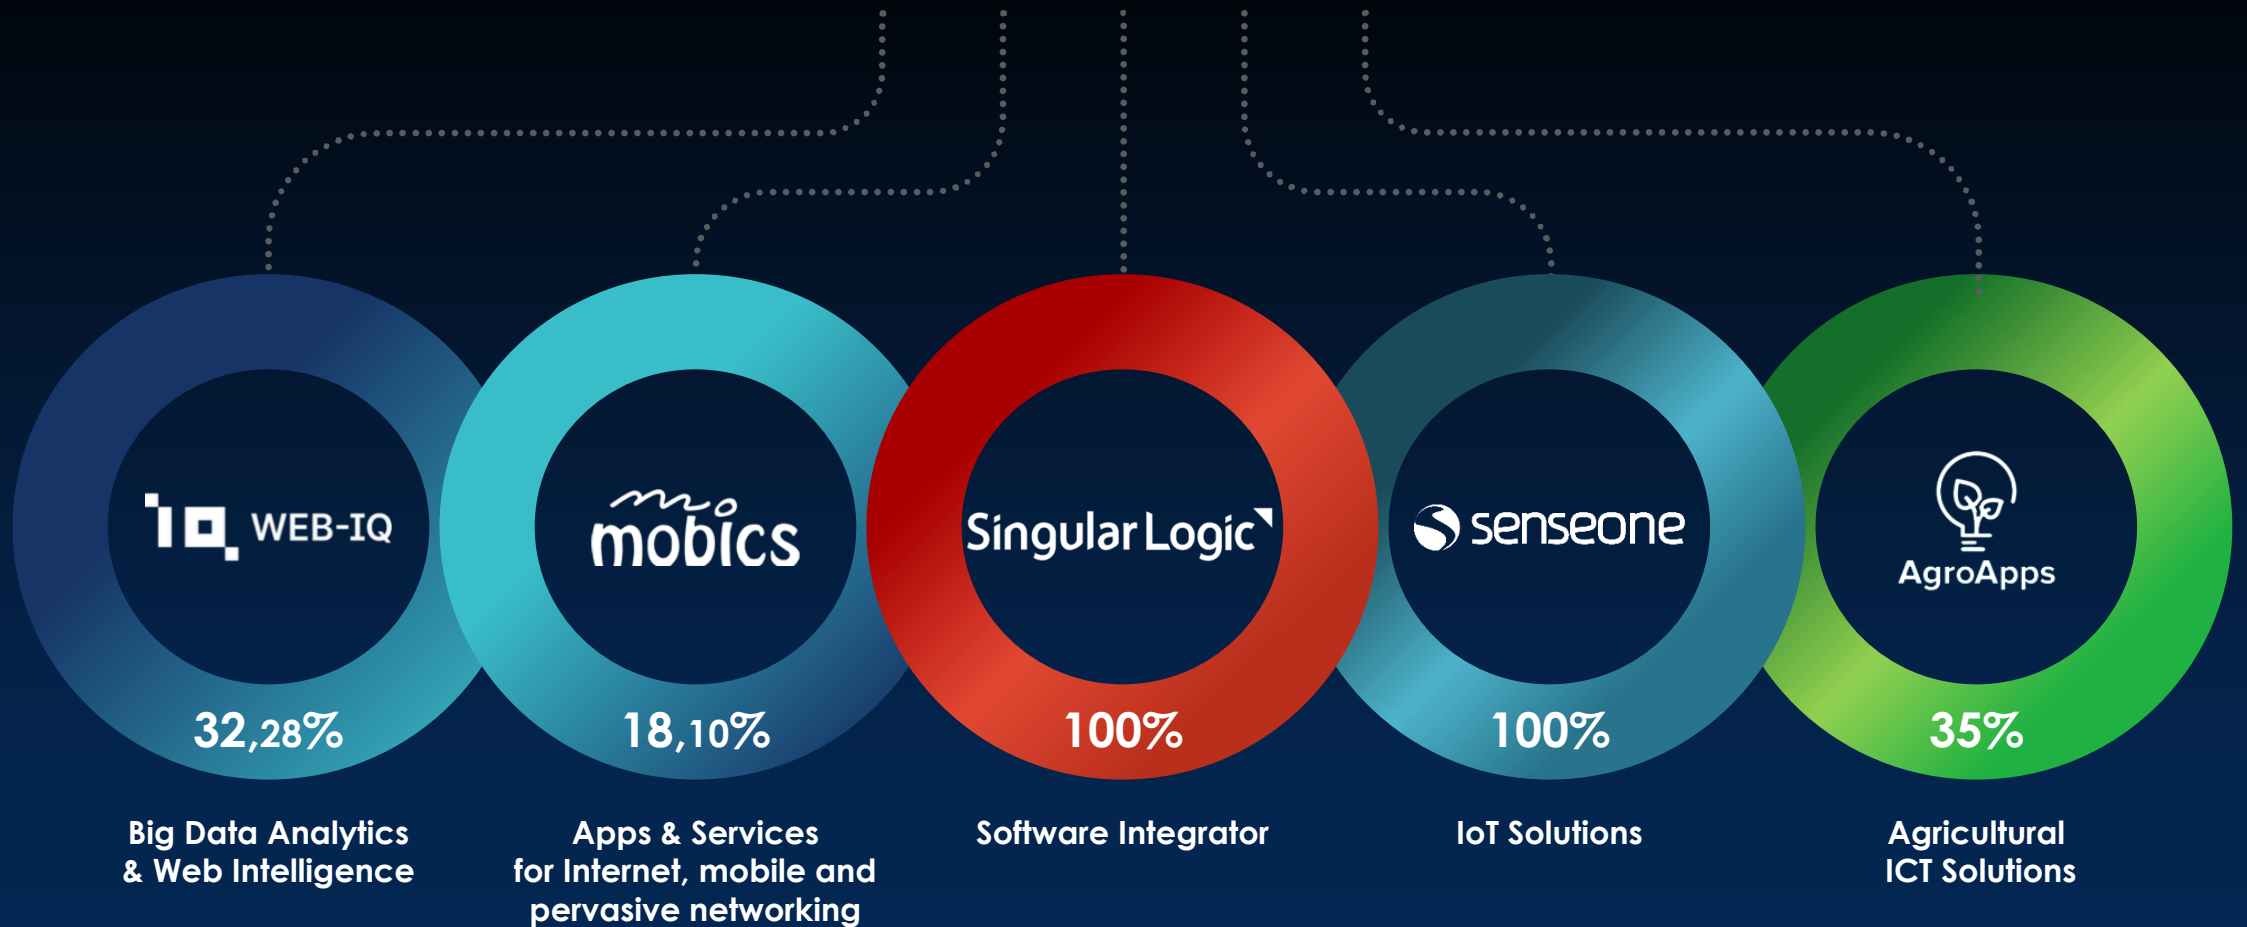 WEB-IQ
mobics
SingularLogic
senseone
AgroApps
32,28%
18,10%
100%
100%
35%
Big Data Analytics
& Web Intelligence
Apps & Services
for Internet, mobile and
pervasive networking
Software Integrator
IoT Solutions
Agricultural
ICT Solutions